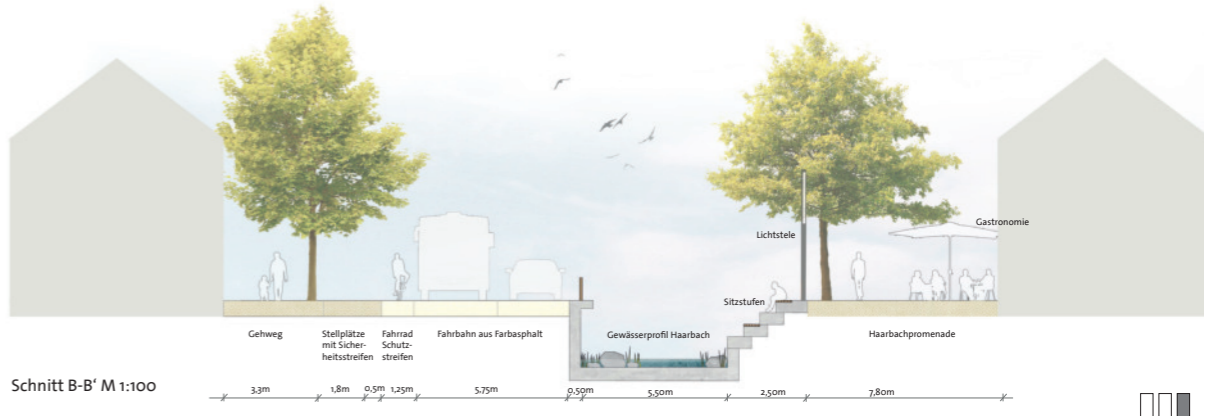 Gastronomie
Lichtstele
Sitzstufen
Gehweg
Stellplätze
mit Sicher-
heitsstreifen
Fahrrad
Schutz-
streifen
Fahrbahn aus Farbasphalt
Gewässerprofil Haarbach
Haarbachpromenade
Schnitt B-B‘ M 1:100
3,3m 1,8m 0,5m 1,25m 5,75m 0,50m 5,50m 2,50m 7,80m